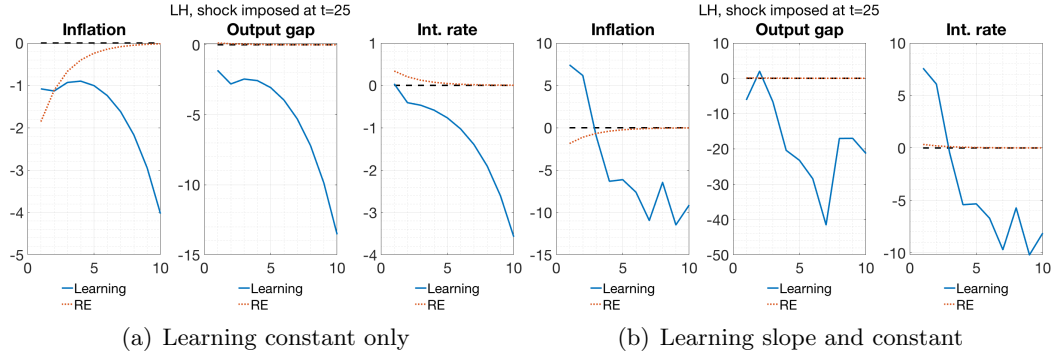 LH, shock imposed at t=25
Inflation
Output gap
Int. rate
0
-1
-2
-3
-4
-5
0
5
10
Learning
RE
0
-5
-10
-15
0
5
10
Learning
RE
1
0
-1
-2
-3
-4
0
5
10
Learning
RE
(a) Learning constant only
LH, shock imposed at t=25
Inflation
Output gap
Int. rate
10
5
0
-5
-10
-15
0
5
10
Learning
RE
10
0
-10
-20
-30
-40
-50
0
5
10
Learning
RE
10
5
0
-5
-10
0
5
10
Learning
RE
(b) Learning slope and constant